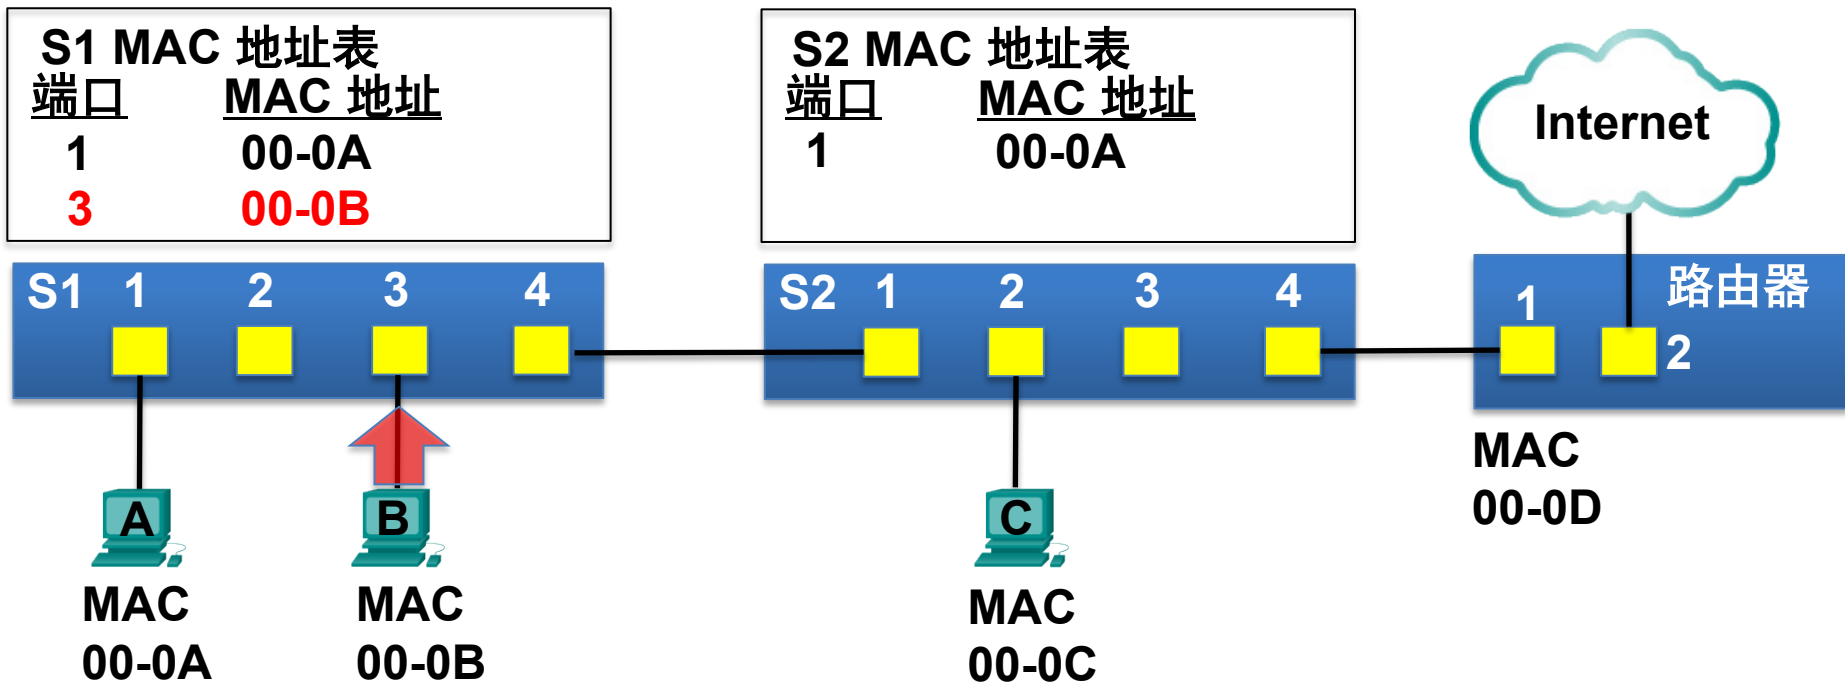 S1 MAC 地址表
端口 MAC 地址
1 00-0A
3 00-0B
S2 MAC 地址表
端口 MAC 地址
1 00-0A
Internet
S1 1 2 3 4
S2 1 2 3 4
1 路由器
2
A
B
C
MAC
00-0A
MAC
00-0B
MAC
00-0C
MAC
00-0D